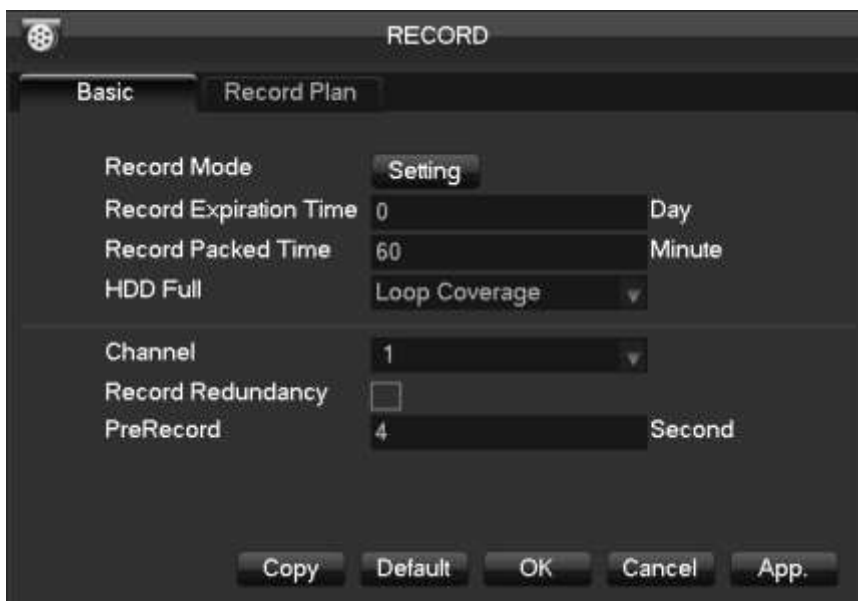 RECORD
Basic Record Plan
Record Mode Setting
Record Expiration Time 0 Day
Record Packed Time 60 Minute
HDD Full Loop Coverage
Channel 1
Record Redundancy
PreRecord 4 Second
Copy Default OK Cancel App.